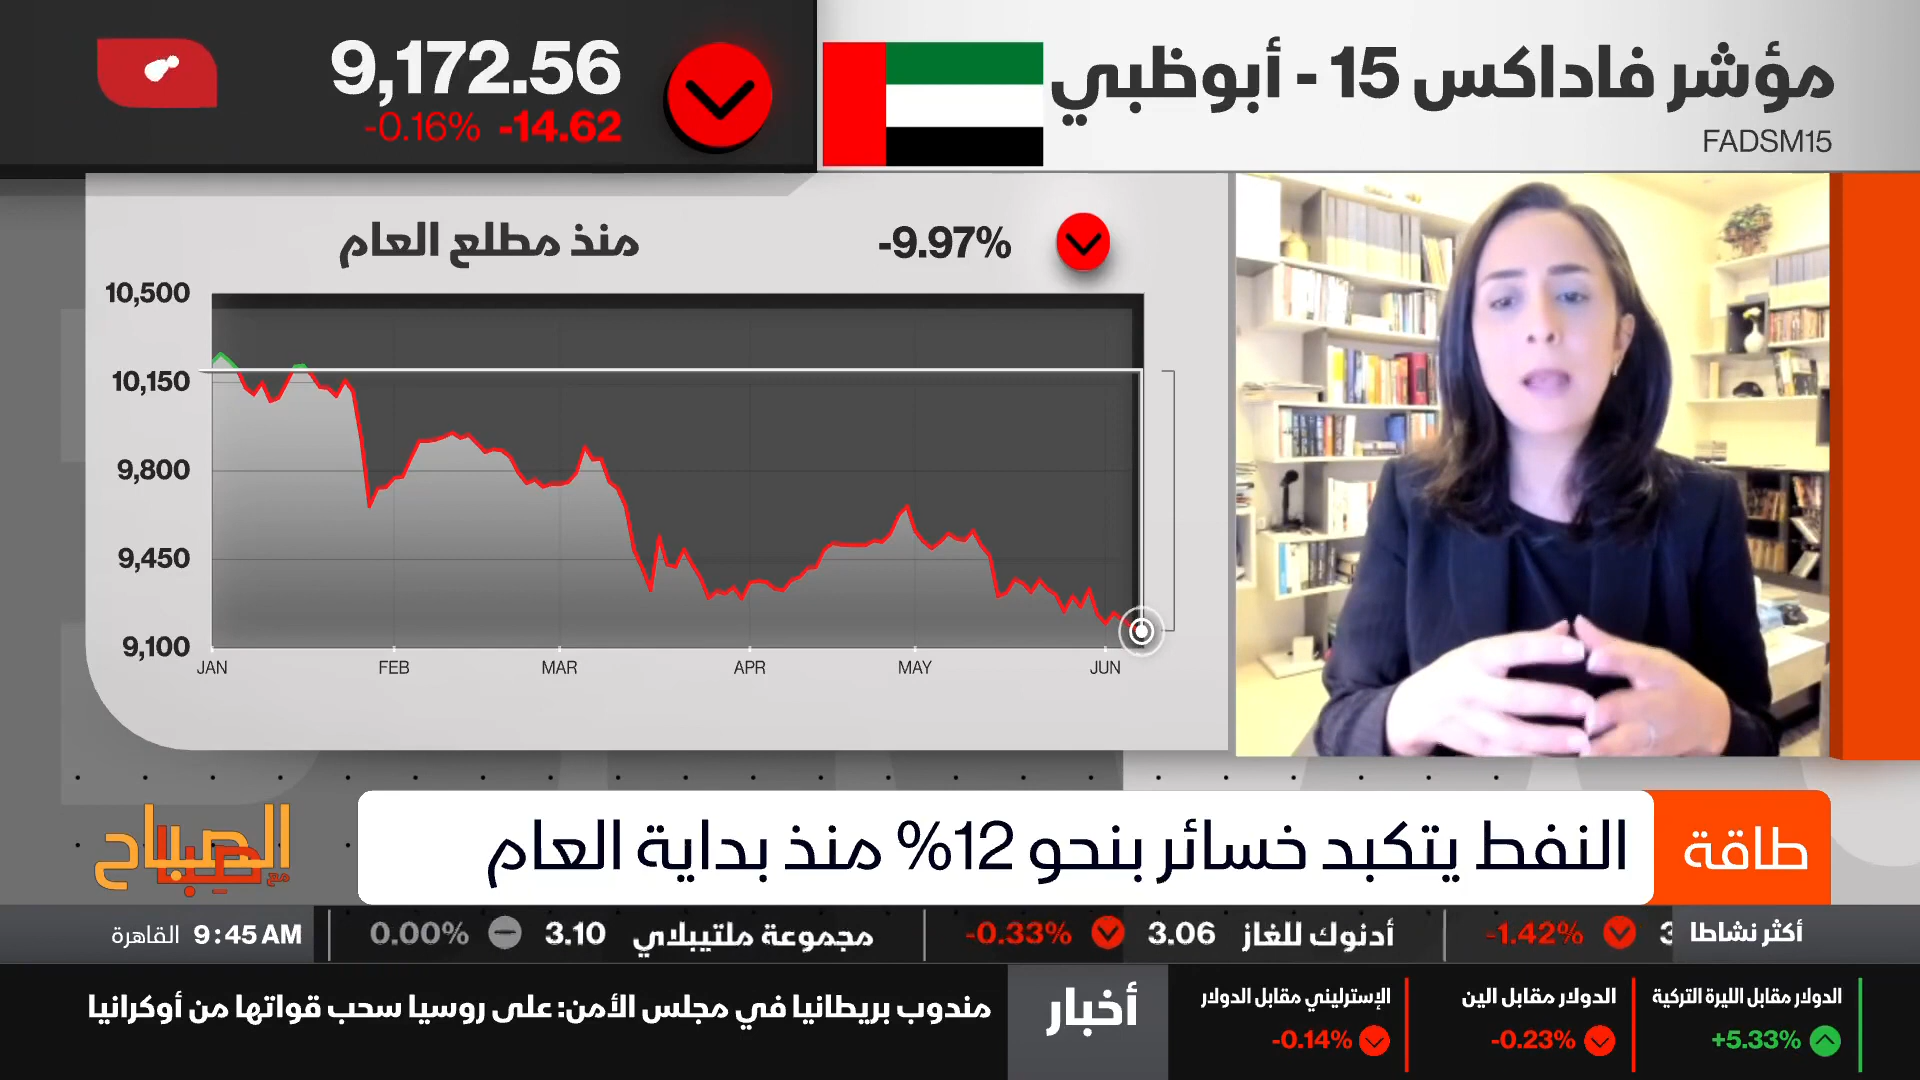 مؤشر فاداكس 15 - أبوظبي
FADSM15
9,172.56
-0.16% -14.62
منذ مطلع العام
-9.97%
10,500
10,150
9,800
9,450
9,100
JAN FEB MAR APR MAY JUN
طاقة
النفط يتكبد خسائر بنحو 12% منذ بداية العام
الصباح
مع صبا
أكثر نشاطا
-1.42%
أدنوك للغاز 3.06 -0.33%
مجموعة ملتيبلاي 3.10 0.00%
9:45 AM القاهرة
الدولار مقابل الليرة التركية
+5.33%
الدولار مقابل الين
-0.23%
الإسترليني مقابل الدولار
-0.14%
أخبار
مندوب بريطانيا في مجلس الأمن: على روسيا سحب قواتها من أوكرانيا